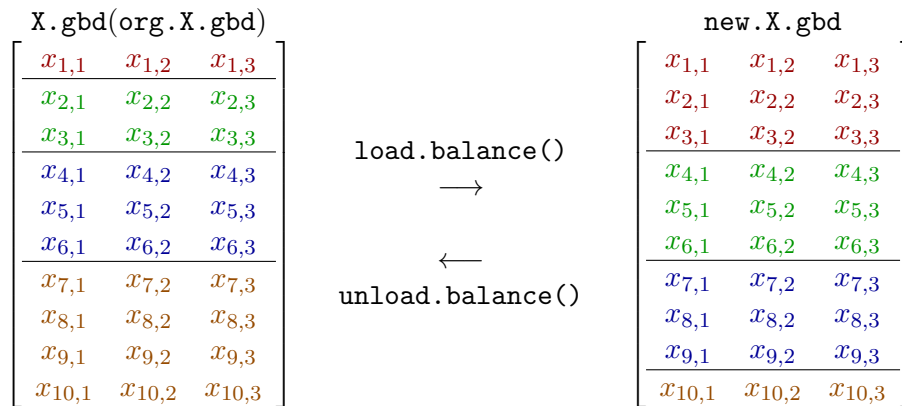 X.gbd(org.X.gbd)
x1,1 x1,2 x1,3
x2,1 x2,2 x2,3
x3,1 x3,2 x3,3
x4,1 x4,2 x4,3
x5,1 x5,2 x5,3
x6,1 x6,2 x6,3
x7,1 x7,2 x7,3
x8,1 x8,2 x8,3
x9,1 x9,2 x9,3
x10,1 x10,2 x10,3
load.balance()
⟶
⟵
unload.balance()
new.X.gbd
x1,1 x1,2 x1,3
x2,1 x2,2 x2,3
x3,1 x3,2 x3,3
x4,1 x4,2 x4,3
x5,1 x5,2 x5,3
x6,1 x6,2 x6,3
x7,1 x7,2 x7,3
x8,1 x8,2 x8,3
x9,1 x9,2 x9,3
x10,1 x10,2 x10,3